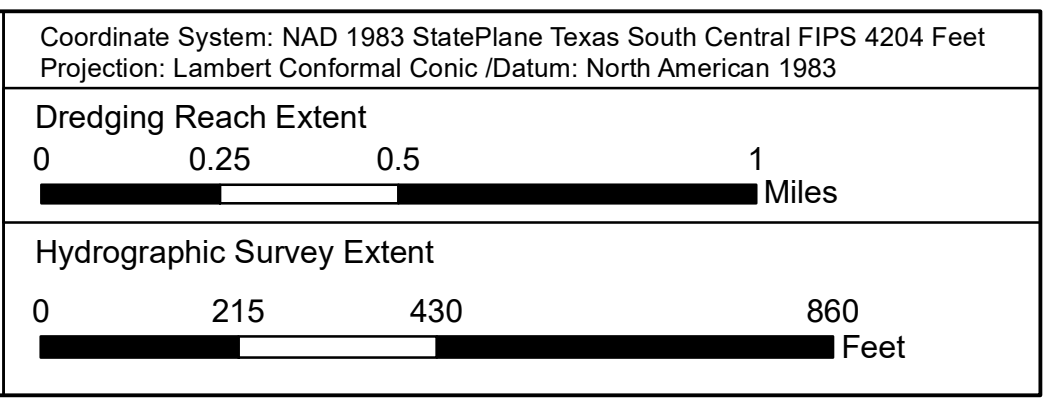 Coordinate System: NAD 1983 StatePlane Texas South Central FIPS 4204 Feet
Projection: Lambert Conformal Conic /Datum: North American 1983
Dredging Reach Extent
0 0.25 0.5 1
Miles
Hydrographic Survey Extent
0 215 430 860
Feet